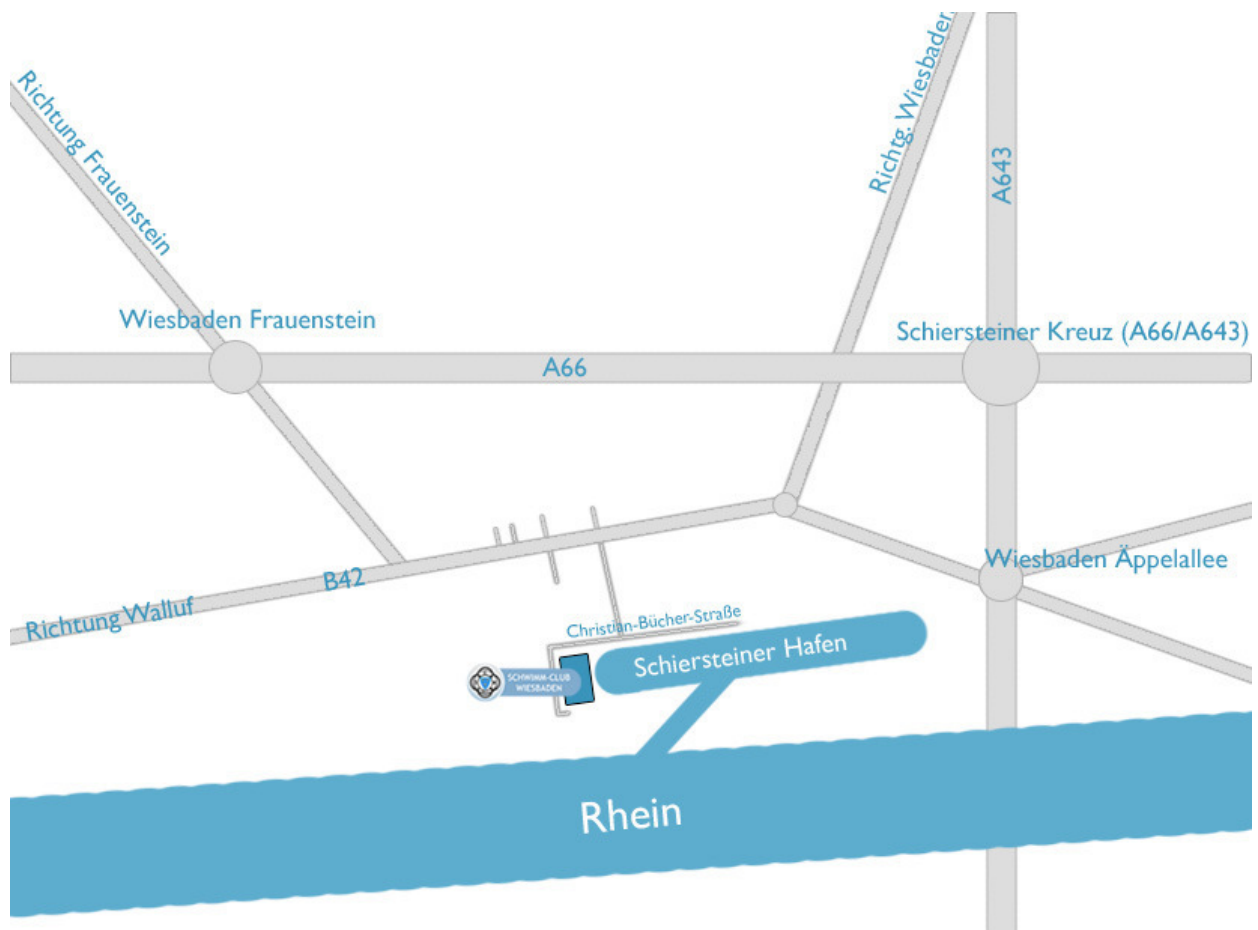 Richtung Frauenstein
Richtg. Wiesbaden
A643
Wiesbaden Frauenstein
Schiersteiner Kreuz (A66/A643)
A66
Wiesbaden Äppelallee
B42
Richtung Walluf
Christian-Bücher-Straße
Schiersteiner Hafen
SCHWIMM-CLUB
WIESBADEN
Rhein